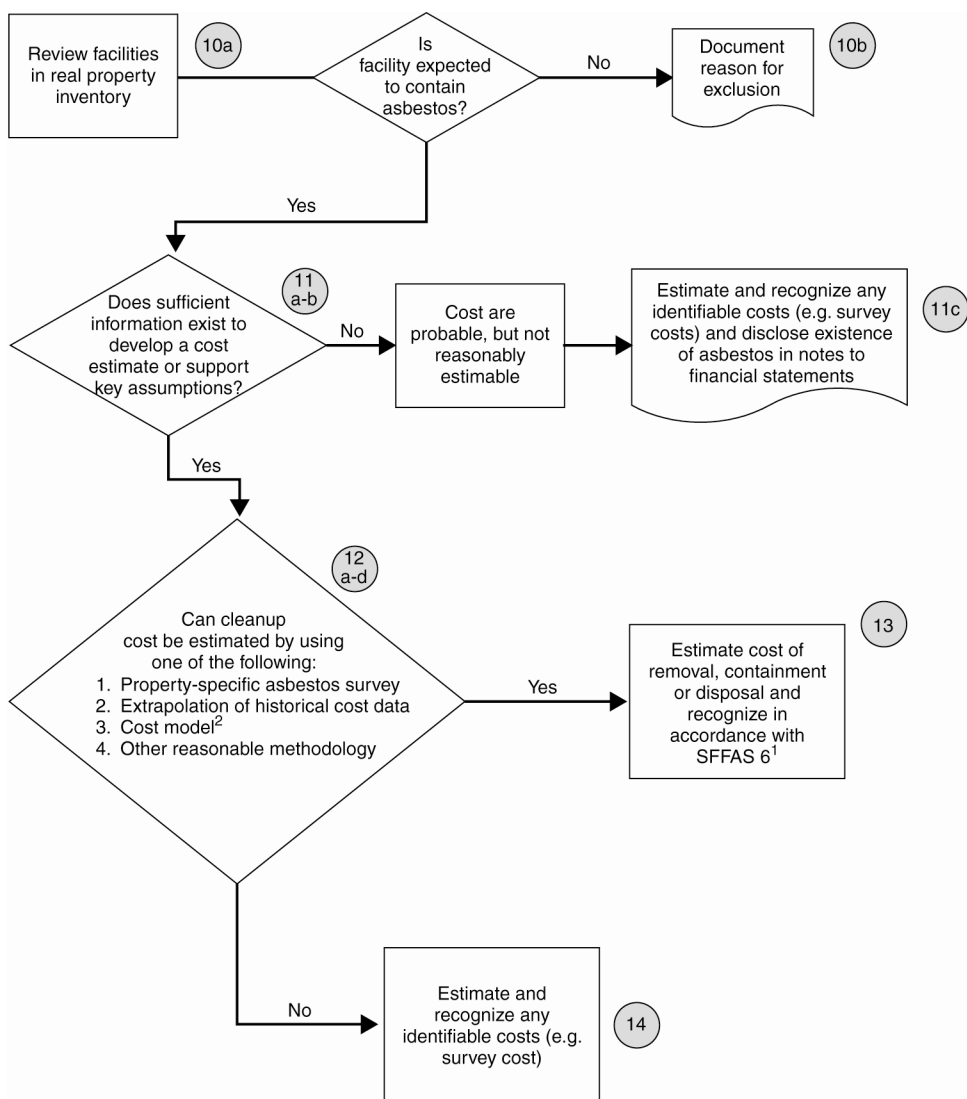 Review facilities
in real property
inventory
10a
Is
facility expected
to contain
asbestos?
No
Document
reason for
exclusion
10b
Yes
Does sufficient
information exist to
develop a cost
estimate or support
key assumptions?
11
a-b
No
Cost are
probable, but not
reasonably
estimable
Estimate and recognize any
identifiable costs (e.g. survey
costs) and disclose existence
of asbestos in notes to
financial statements
11c
Yes
Can cleanup
cost be estimated by using
one of the following:
1. Property-specific asbestos survey
2. Extrapolation of historical cost data
3. Cost model²
4. Other reasonable methodology
12
a-d
Yes
Estimate cost of
removal, containment
or disposal and
recognize in
accordance with
SFFAS 6¹
13
No
Estimate and
recognize any
identifiable costs (e.g.
survey cost)
14